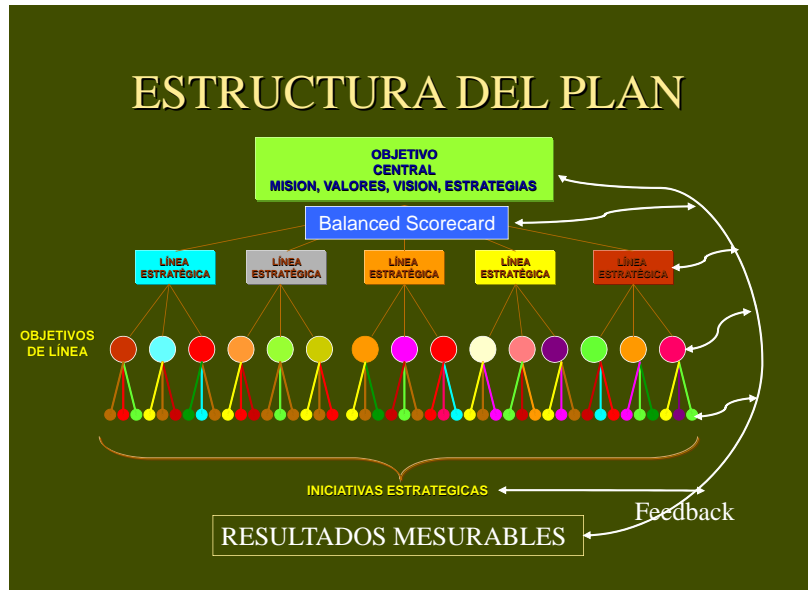 ESTRUCTURA DEL PLAN
OBJETIVO
CENTRAL
MISION, VALORES, VISION, ESTRATEGIAS
Balanced Scorecard
LÍNEA
ESTRATÉGICA
LÍNEA
ESTRATÉGICA
LÍNEA
ESTRATÉGICA
LÍNEA
ESTRATÉGICA
LÍNEA
ESTRATÉGICA
OBJETIVOS
DE LÍNEA
INICIATIVAS ESTRATEGICAS
Feedback
RESULTADOS MESURABLES